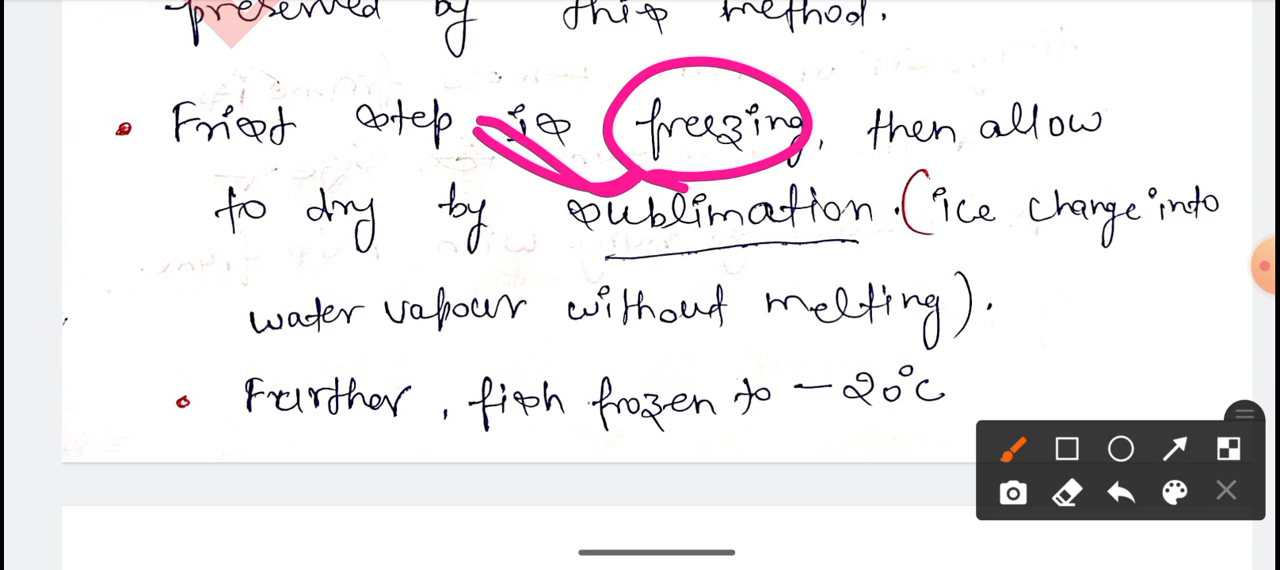 preserved by this method.
• First step is freezing, then allow
to dry by sublimation. (ice change into
water vapour without melting).
• Further, fish frozen to -20°C